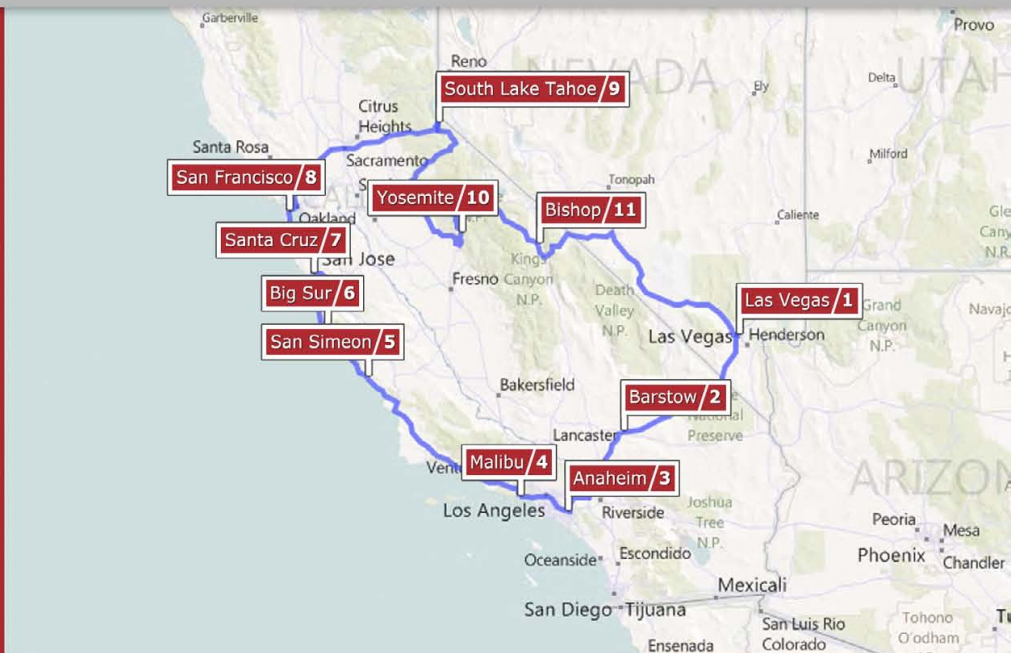 Garberville
Provo
Reno
NEVADA
UTAH
South Lake Tahoe/9
Ely
Delta
Citrus
Heights
Santa Rosa
Sacramento
Milford
San Francisco/8
Yosemite/10
Tonopah
Bishop/11
Caliente
Oakland
Santa Cruz/7
San Jose
Kings
Canyon
N.P.
Fresno
Big Sur/6
Death
Valley
N.P.
Las Vegas/1
Grand
Canyon
N.P.
San Simeon/5
Las Vegas
Henderson
Bakersfield
Barstow/2
National
Preserve
Lancaster
Malibu/4
Anaheim/3
ARIZON
Los Angeles
Riverside
Joshua
Tree
N.P.
Peoria
Mesa
Phoenix
Chandler
Oceanside
Escondido
Mexicali
San Diego
Tijuana
San Luis Rio
Colorado
Tohono
O'odham
Ensenada